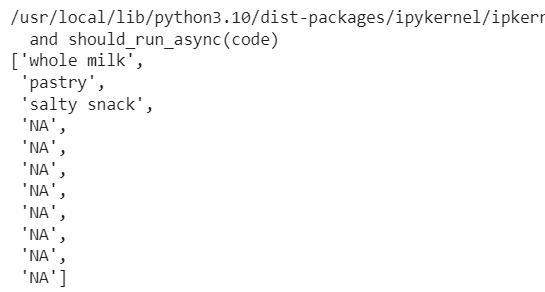 /usr/local/lib/python3.10/dist-packages/ipykernel/ipkern
and should_run_async(code)
['whole milk',
'pastry',
'salty snack',
'NA',
'NA',
'NA',
'NA',
'NA',
'NA',
'NA',
'NA']